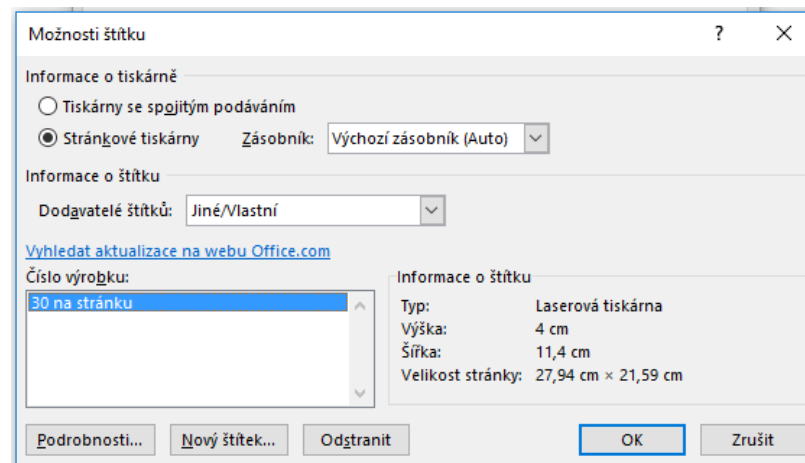 Možnosti štítku
Informace o tiskárně
Tiskárny se spojitým podáváním
Stránkové tiskárny Zásobník: Výchozí zásobník (Auto)
Informace o štítku
Dodavatelé štítků: Jiné/Vlastní
Vyhledat aktualizace na webu Office.com
Číslo výrobku:
30 na stránku
Informace o štítku
Typ: Laserová tiskárna
Výška: 4 cm
Šířka: 11,4 cm
Velikost stránky: 27,94 cm × 21,59 cm
Podrobnosti... Nový štítek... Odstranit OK Zrušit